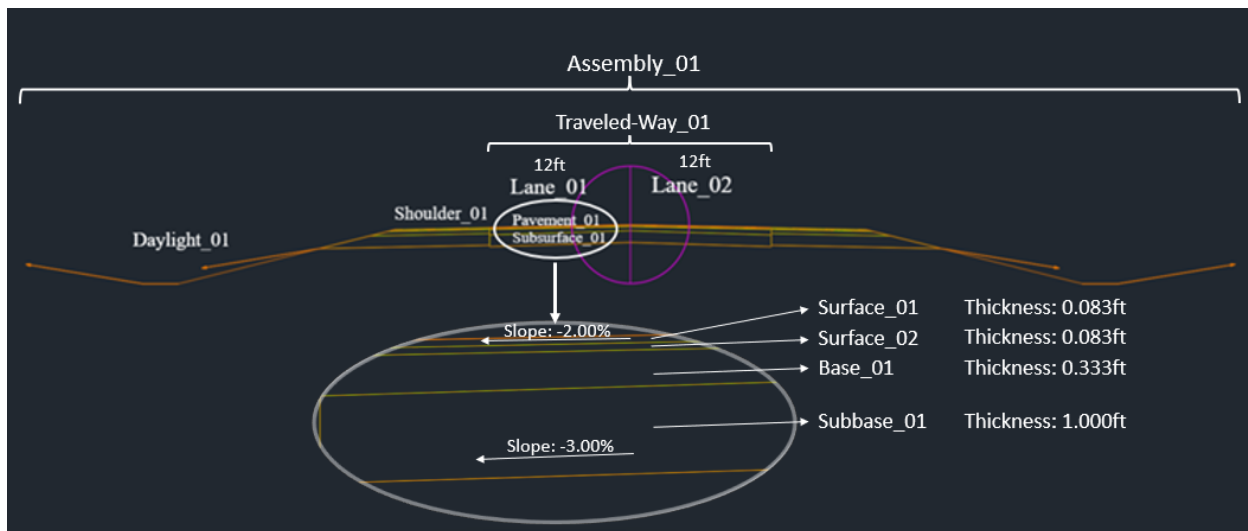 Assembly_01
Traveled-Way_01
12ft
12ft
Lane_01
Lane_02
Shoulder_01
Pavement_01
Subsurface_01
Daylight_01
Slope: -2.00%
Surface_01 Thickness: 0.083ft
Surface_02 Thickness: 0.083ft
Base_01 Thickness: 0.333ft
Subbase_01 Thickness: 1.000ft
Slope: -3.00%